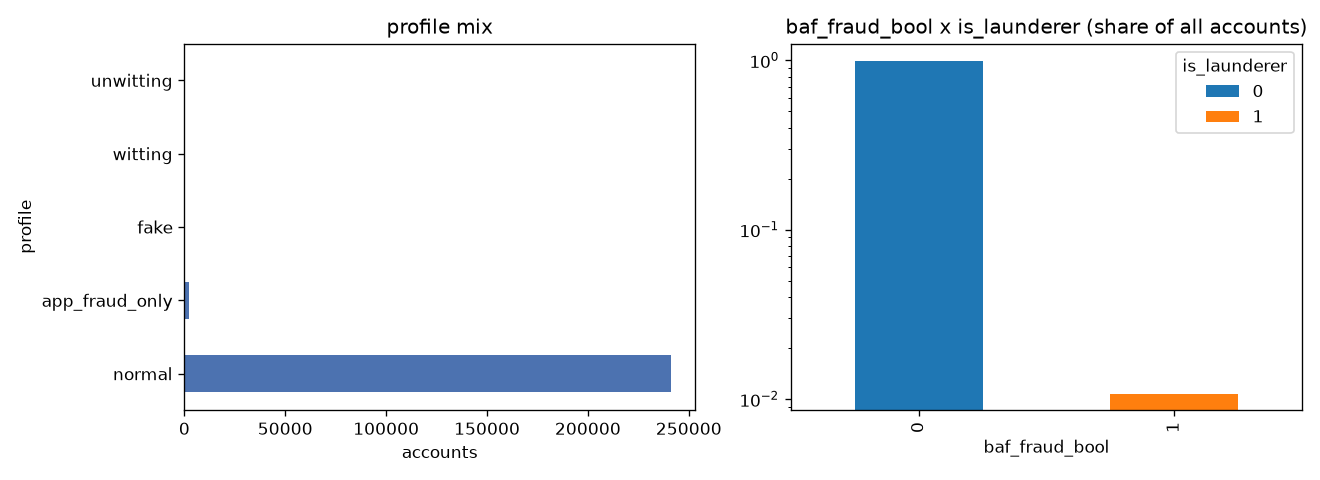 profile mix
profile
unwitting
witting
fake
app_fraud_only
normal
0 50000 100000 150000 200000 250000
accounts
baf_fraud_bool x is_launderer (share of all accounts)
is_launderer
0
1
10⁰
10⁻¹
10⁻²
0 1
baf_fraud_bool